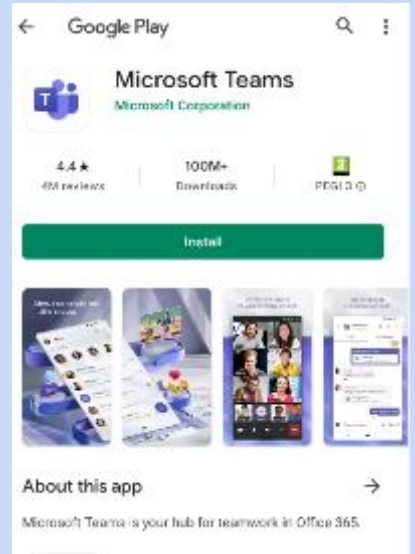 Google Play
Microsoft Teams
Microsoft Corporation
4.4★
4M reviews
100M+
Downloads
3
PEGI 3
Install
About this app
Microsoft Teams is your hub for teamwork in Office 365.